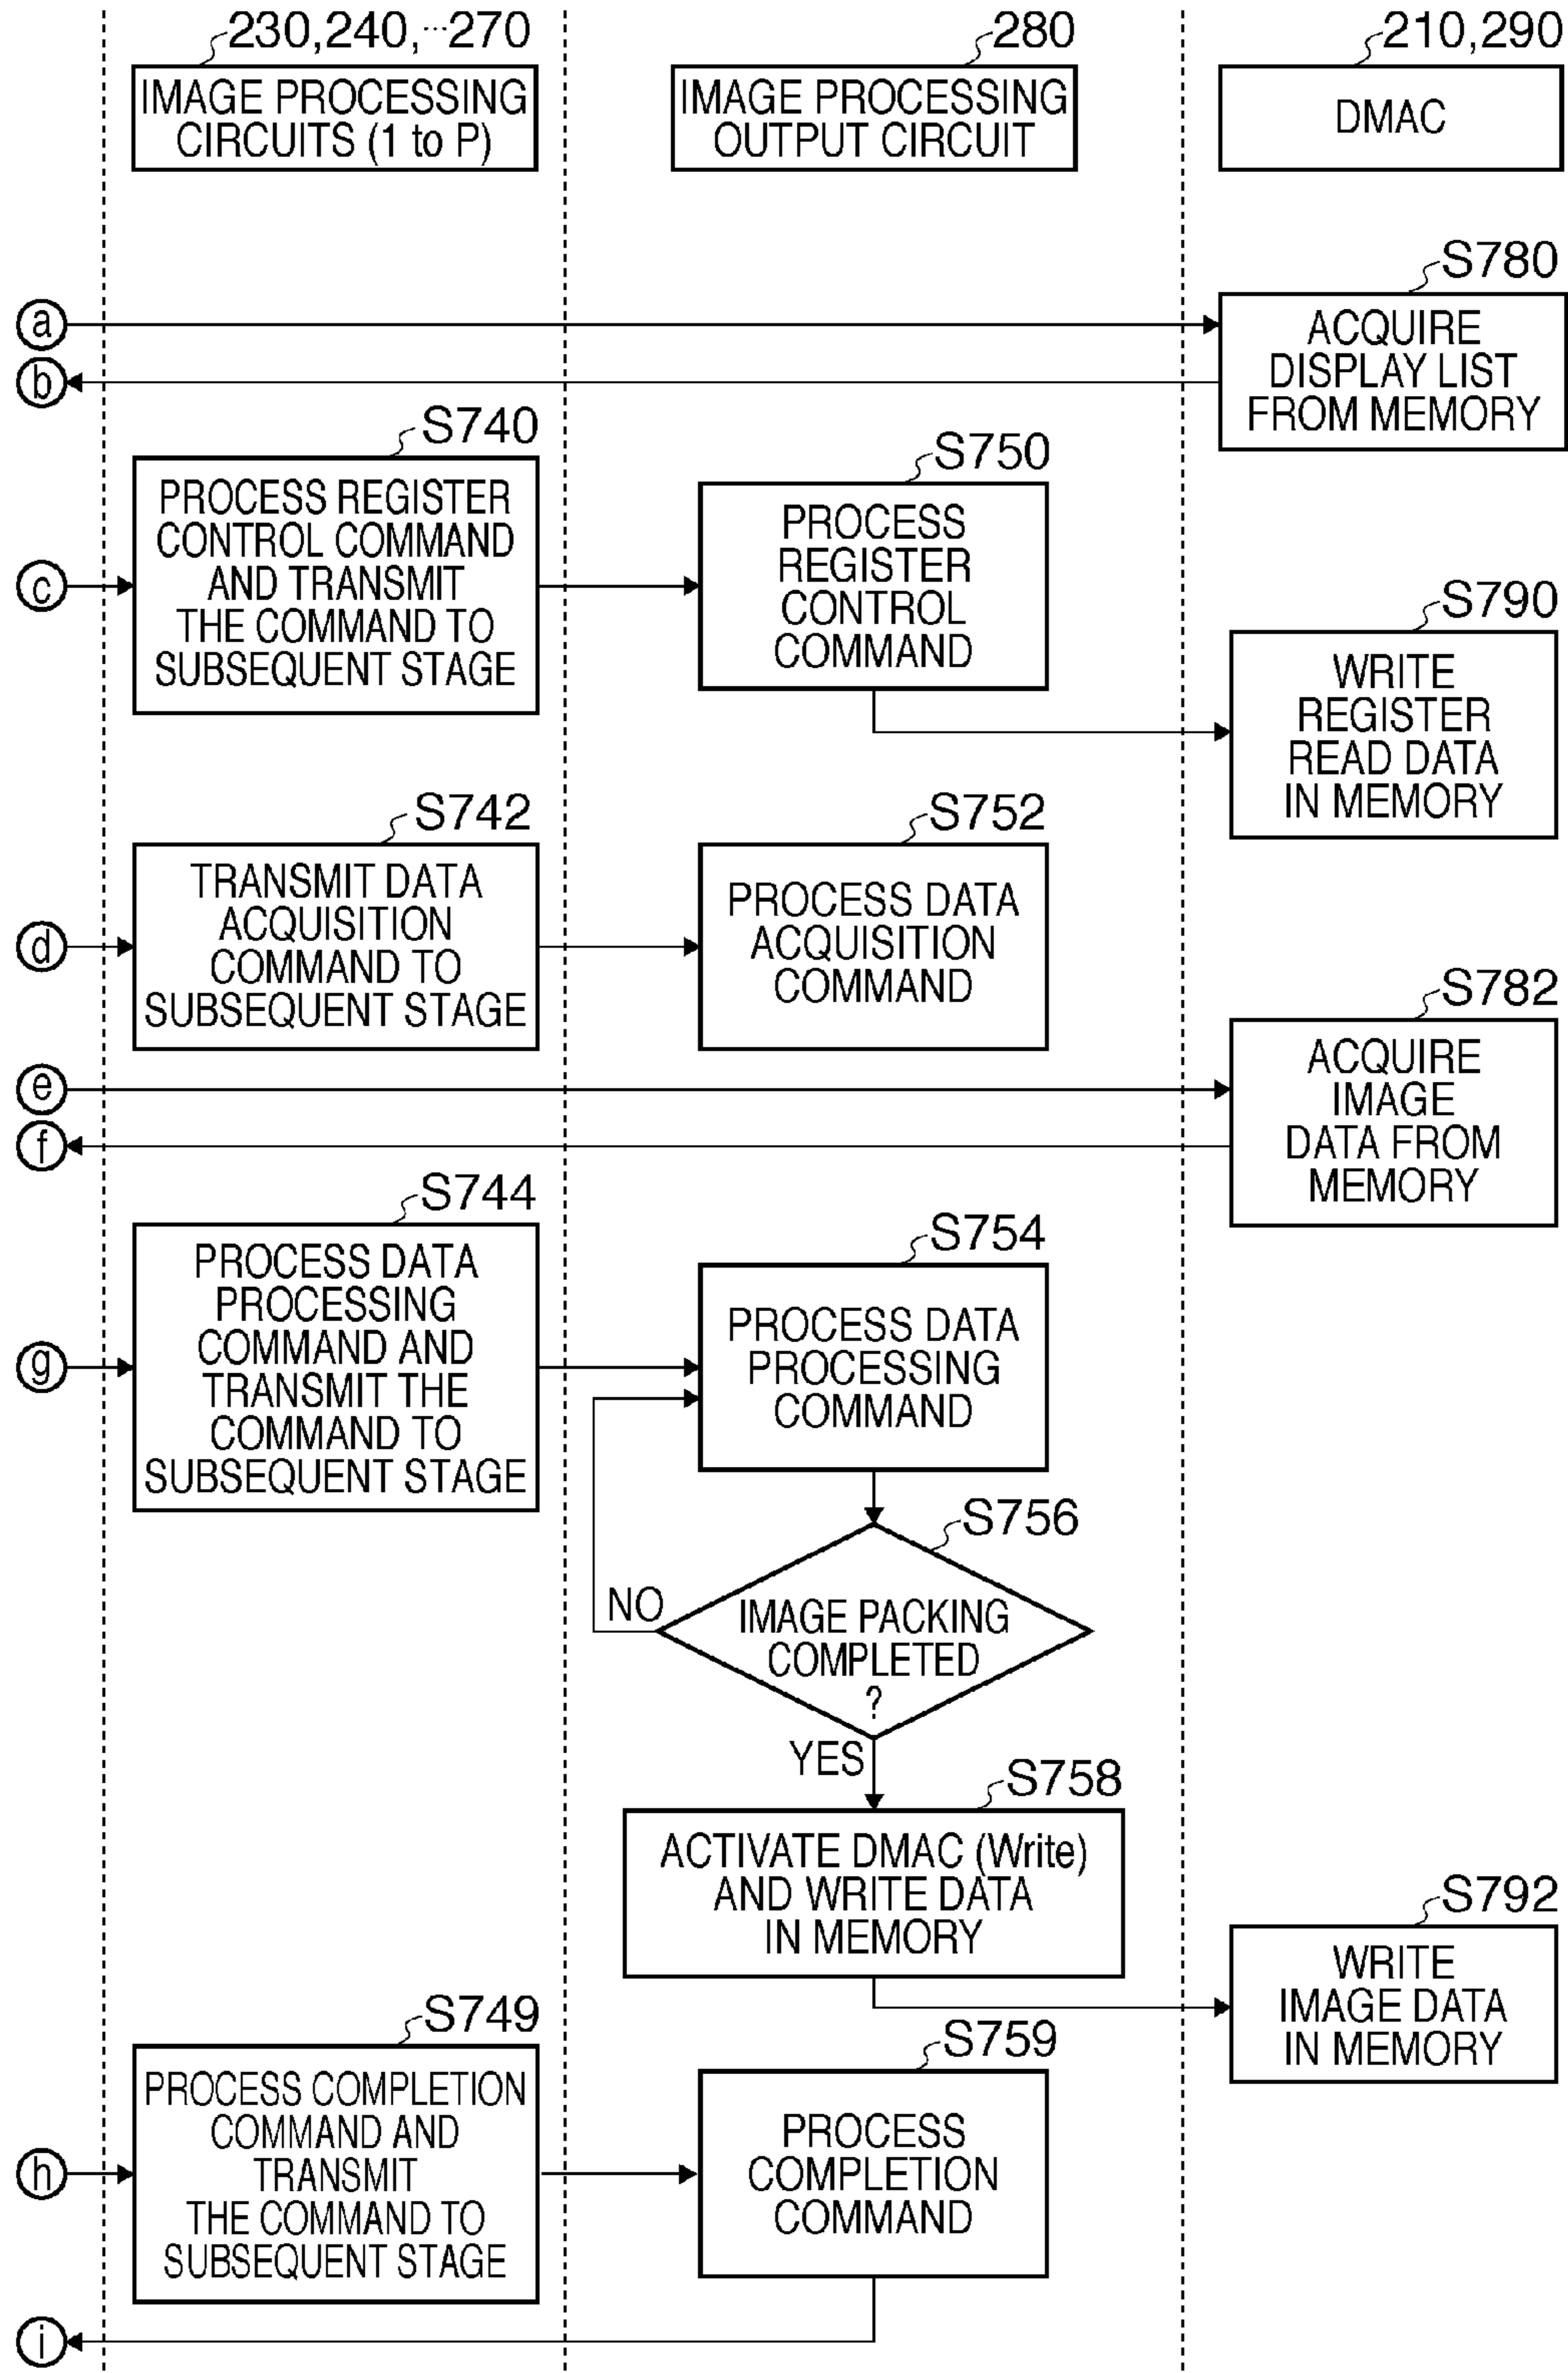 230,240,···270
280
210,290
IMAGE PROCESSING
CIRCUITS (1 to P)
IMAGE PROCESSING
OUTPUT CIRCUIT
DMAC
S780
a
ACQUIRE
DISPLAY LIST
FROM MEMORY
b
S740
PROCESS REGISTER
CONTROL COMMAND
AND TRANSMIT
THE COMMAND TO
SUBSEQUENT STAGE
c
S750
PROCESS
REGISTER
CONTROL
COMMAND
S790
WRITE
REGISTER
READ DATA
IN MEMORY
S742
TRANSMIT DATA
ACQUISITION
COMMAND TO
SUBSEQUENT STAGE
d
S752
PROCESS DATA
ACQUISITION
COMMAND
S782
ACQUIRE
IMAGE
DATA FROM
MEMORY
e
f
S744
PROCESS DATA
PROCESSING
COMMAND AND
TRANSMIT THE
COMMAND TO
SUBSEQUENT STAGE
g
S754
PROCESS DATA
PROCESSING
COMMAND
S756
NO
IMAGE PACKING
COMPLETED
?
YES
S758
ACTIVATE DMAC (Write)
AND WRITE DATA
IN MEMORY
S792
WRITE
IMAGE DATA
IN MEMORY
S749
PROCESS COMPLETION
COMMAND AND
TRANSMIT
THE COMMAND TO
SUBSEQUENT STAGE
h
S759
PROCESS
COMPLETION
COMMAND
i